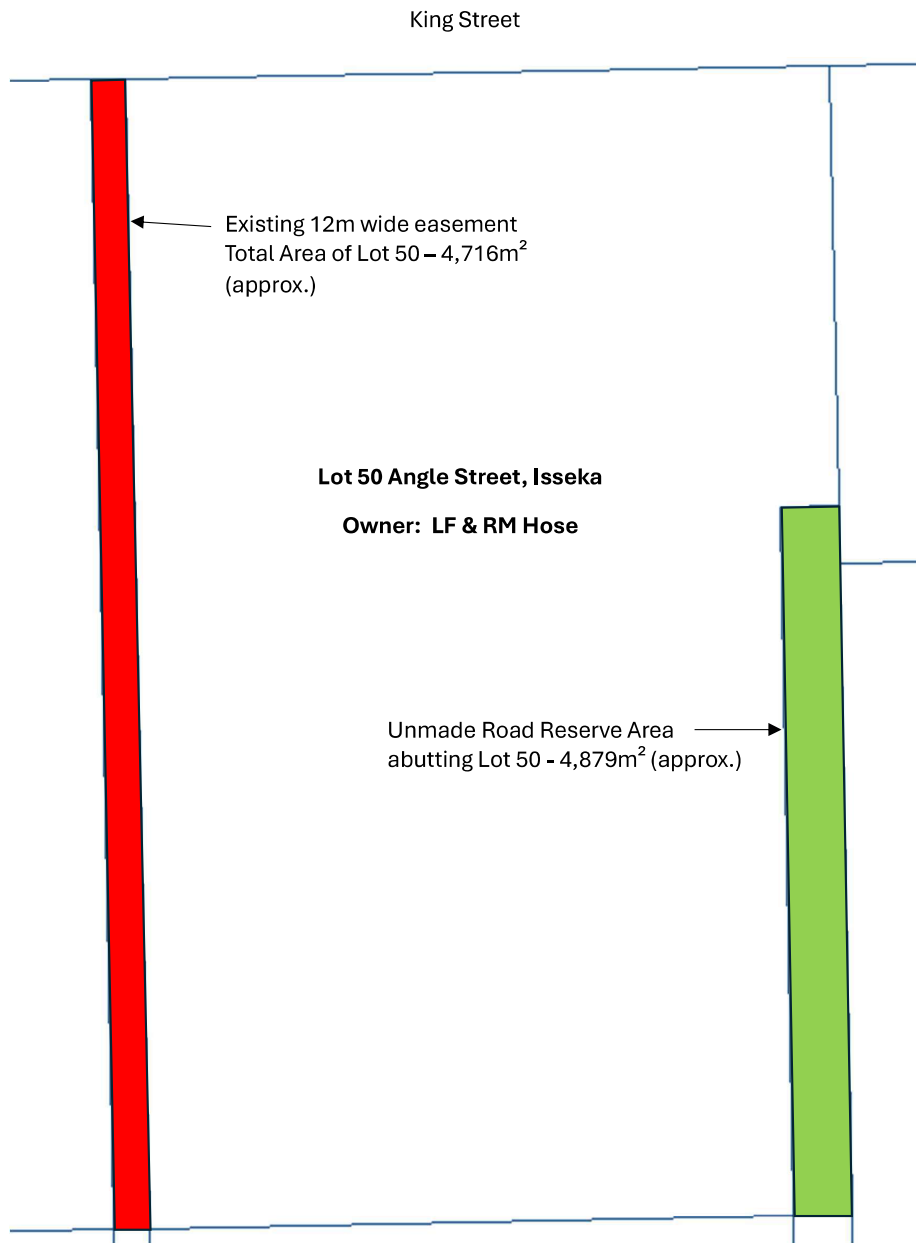 King Street
Existing 12m wide easement
Total Area of Lot 50 – 4,716m²
(approx.)
Lot 50 Angle Street, Isseka
Owner: LF & RM Hose
Unmade Road Reserve Area
abutting Lot 50 - 4,879m² (approx.)